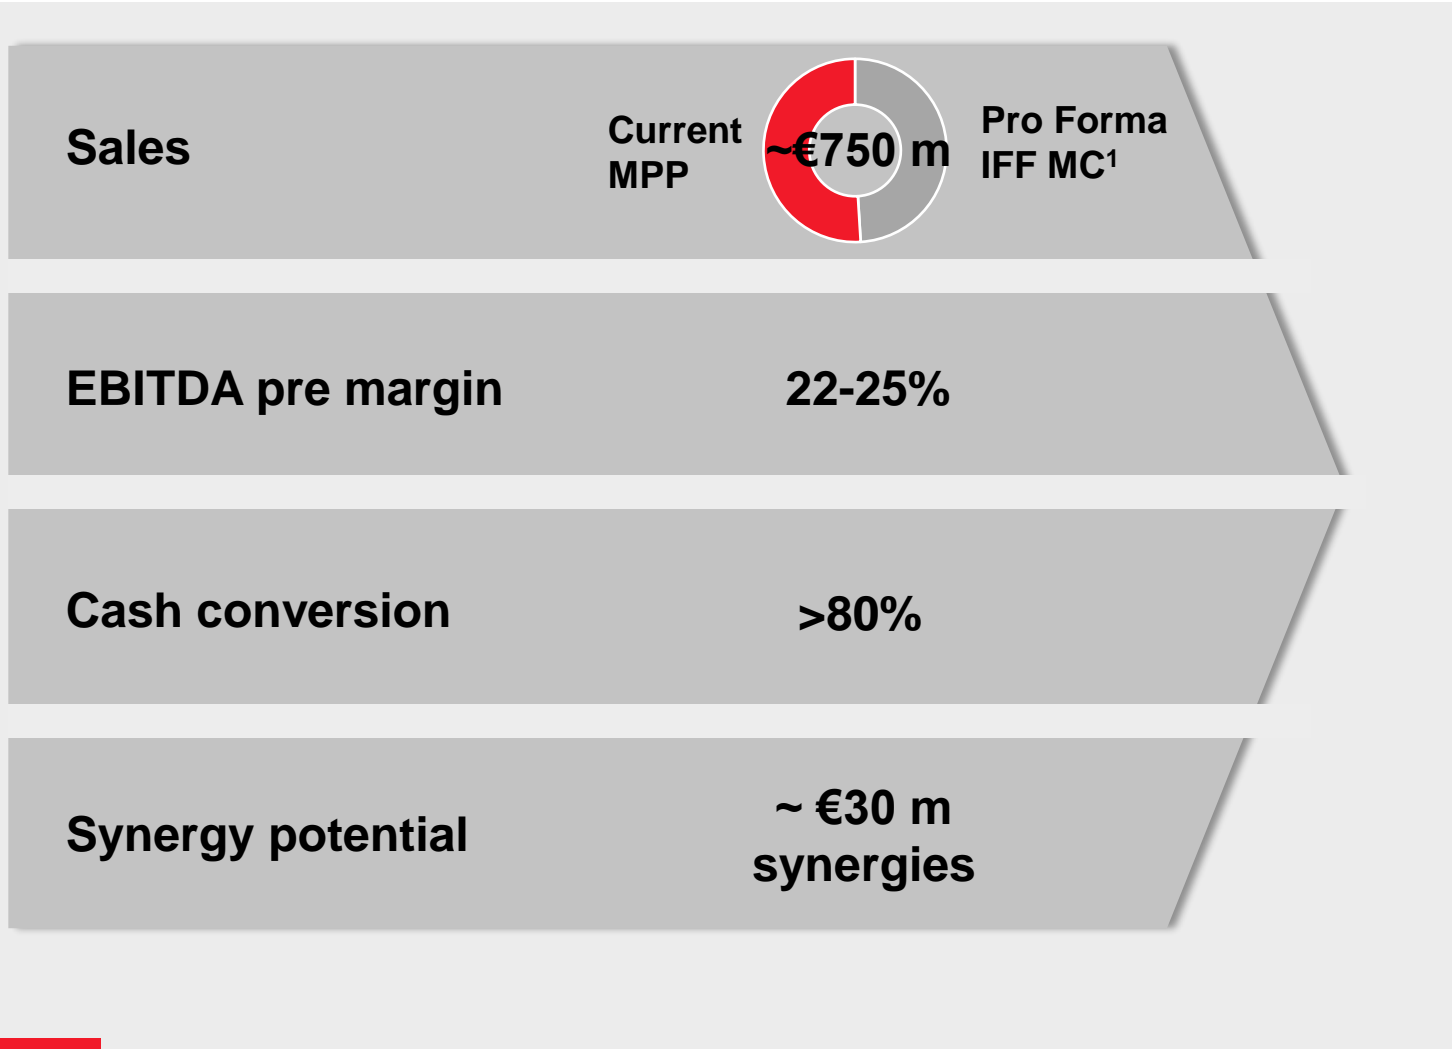 Sales
Current
MPP
~€750 m
Pro Forma
IFF MC¹
EBITDA pre margin
22-25%
Cash conversion
>80%
Synergy potential
~ €30 m
synergies